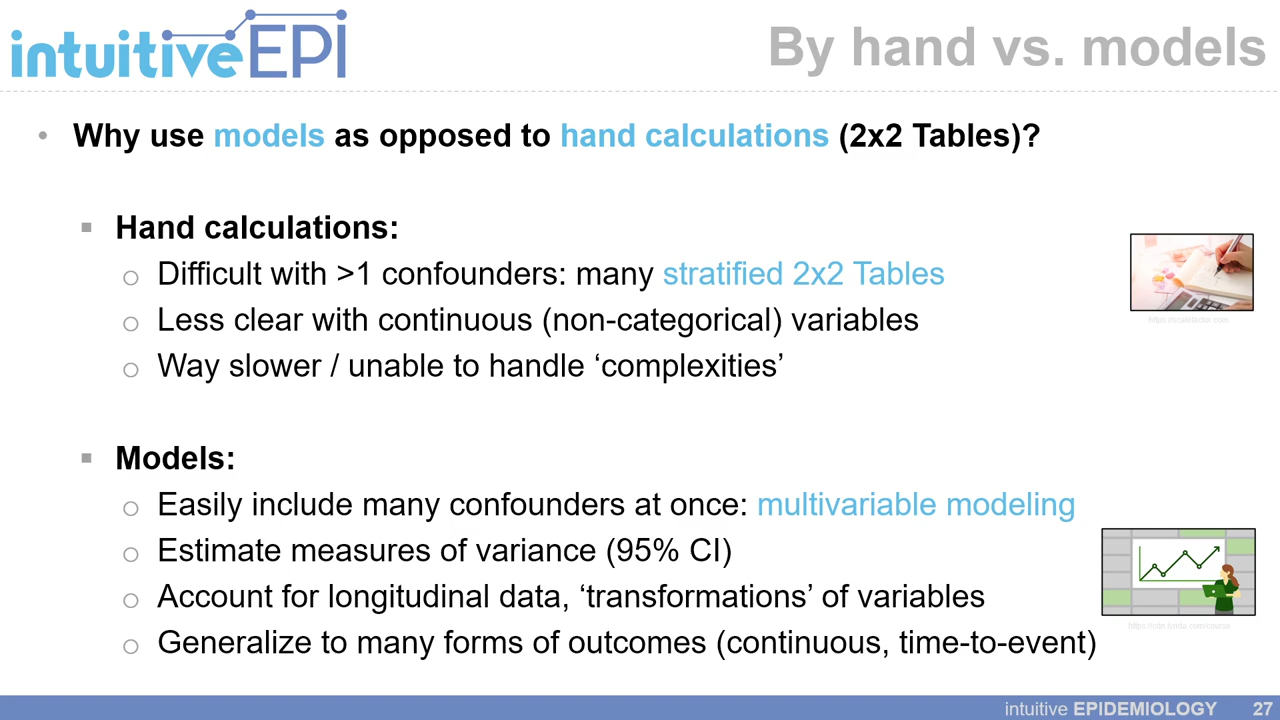 intuitiveEPI
By hand vs. models
• Why use models as opposed to hand calculations (2x2 Tables)?
▪ Hand calculations:
○ Difficult with >1 confounders: many stratified 2x2 Tables
○ Less clear with continuous (non-categorical) variables
○ Way slower / unable to handle ‘complexities’
▪ Models:
○ Easily include many confounders at once: multivariable modeling
○ Estimate measures of variance (95% CI)
○ Account for longitudinal data, ‘transformations’ of variables
○ Generalize to many forms of outcomes (continuous, time-to-event)
intuitive EPIDEMIOLOGY 27